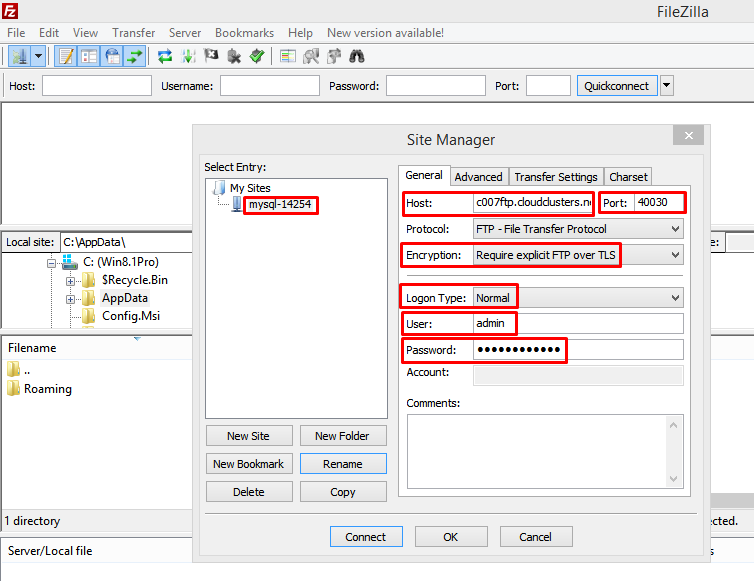 FileZilla
File Edit View Transfer Server Bookmarks Help New version available!
Host: Username: Password: Port: Quickconnect
Site Manager
Select Entry:
My Sites
mysql-14254
New Site New Folder
New Bookmark Rename
Delete Copy
General Advanced Transfer Settings Charset
Host: c007ftp.cloudclusters.ne Port: 40030
Protocol: FTP - File Transfer Protocol
Encryption: Require explicit FTP over TLS
Logon Type: Normal
User: admin
Password: ●●●●●●●●●●●●
Account:
Comments:
Connect OK Cancel
Local site: C:\AppData\
C: (Win8.1Pro)
$Recycle.Bin
AppData
Config.Msi
Filename
..
Roaming
1 directory
Server/Local file